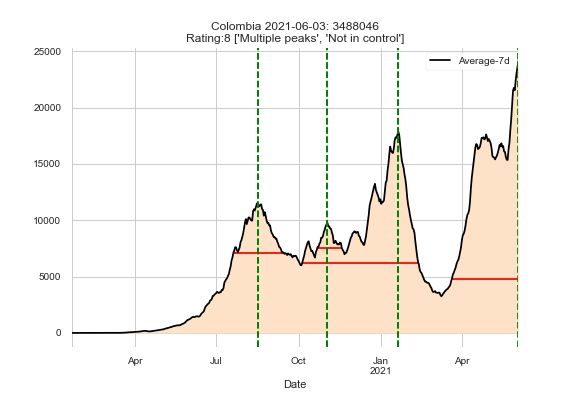 Colombia 2021-06-03: 3488046
Rating:8 ['Multiple peaks', 'Not in control']
25000
Average-7d
20000
15000
10000
5000
0
Apr
Jul
Oct
Jan
2021
Apr
Date